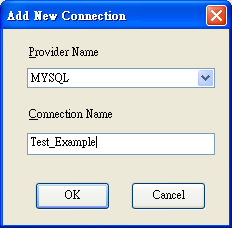 Add New Connection
Provider Name
MYSQL
Connection Name
Test_Example
OK
Cancel